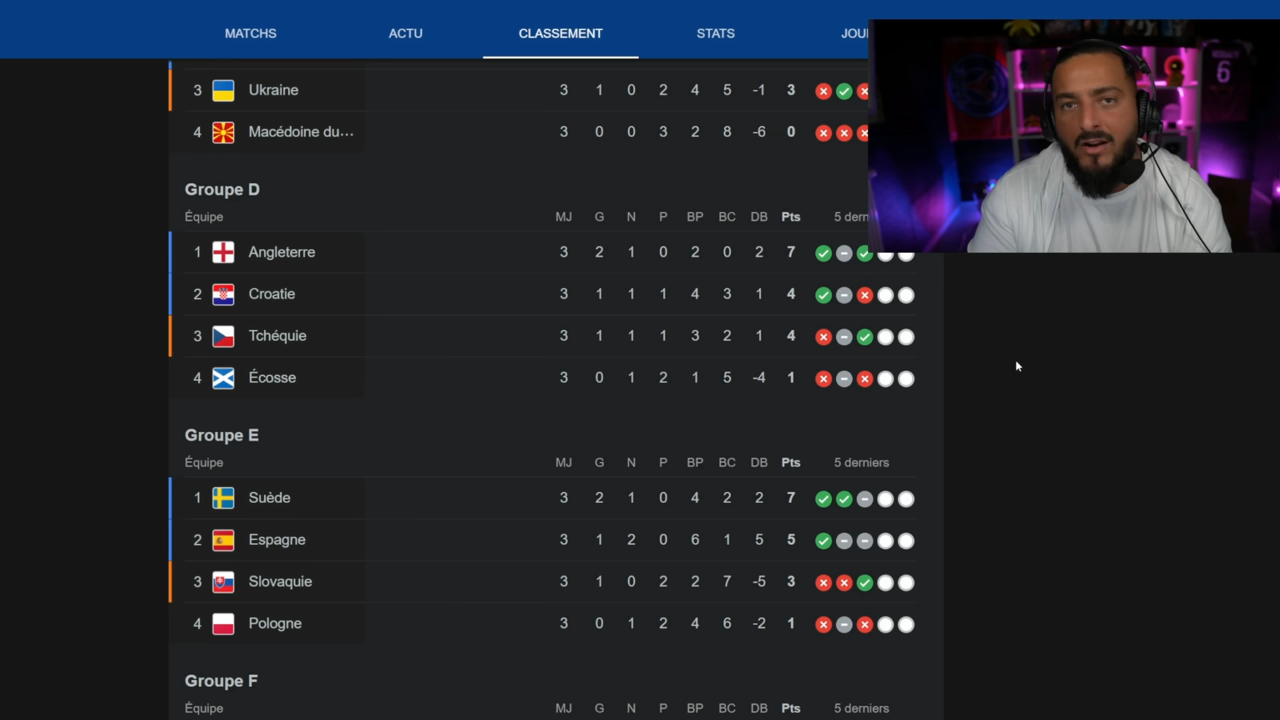 MATCHS ACTU CLASSEMENT STATS JOU
3 Ukraine 3 1 0 2 4 5 -1 3
4 Macédoine du... 3 0 0 3 2 8 -6 0
Groupe D
Équipe MJ G N P BP BC DB Pts 5 dern
1 Angleterre 3 2 1 0 2 0 2 7
2 Croatie 3 1 1 1 4 3 1 4
3 Tchéquie 3 1 1 1 3 2 1 4
4 Écosse 3 0 1 2 1 5 -4 1
Groupe E
Équipe MJ G N P BP BC DB Pts 5 derniers
1 Suède 3 2 1 0 4 2 2 7
2 Espagne 3 1 2 0 6 1 5 5
3 Slovaquie 3 1 0 2 2 7 -5 3
4 Pologne 3 0 1 2 4 6 -2 1
Groupe F
Équipe MJ G N P BP BC DB Pts 5 derniers
6